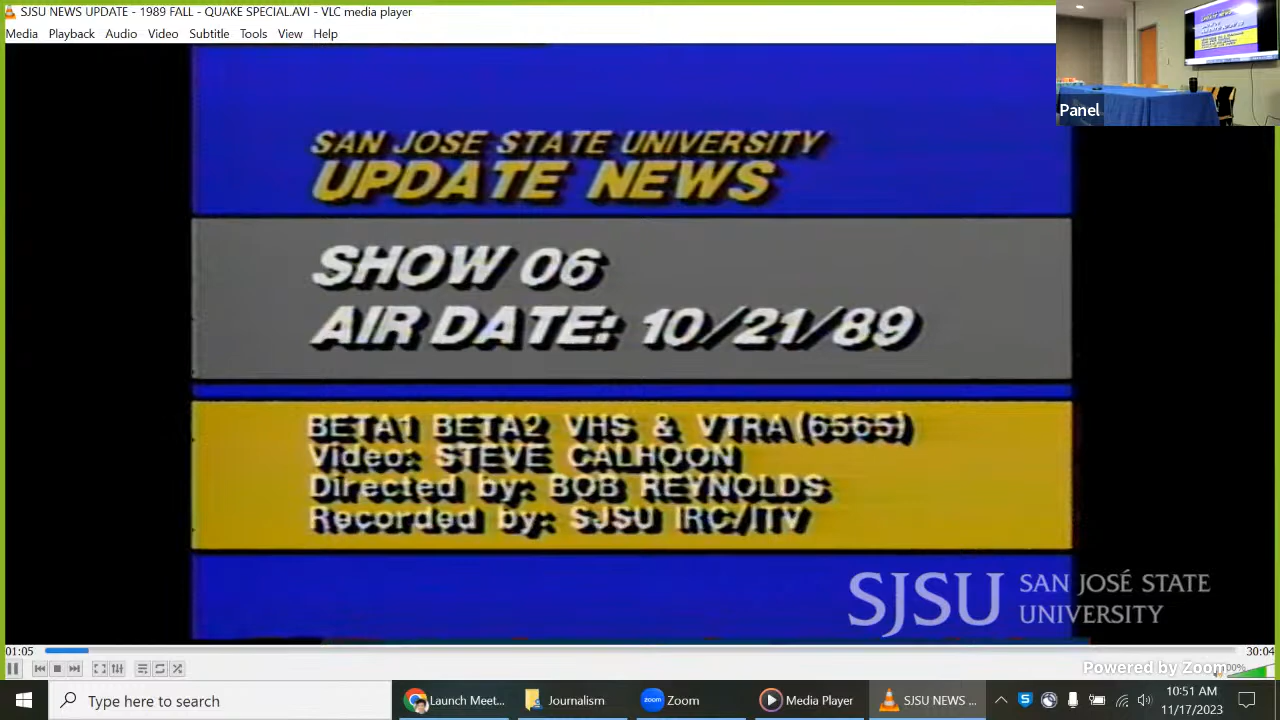 SJSU NEWS UPDATE - 1989 FALL - QUAKE SPECIAL.AVI - VLC media player
Media Playback Audio Video Subtitle Tools View Help
Panel
SAN JOSE STATE UNIVERSITY
UPDATE NEWS
SHOW 06
AIR DATE: 10/21/89
BETA1 BETA2 VHS & VTRA (6565)
Video: STEVE CALHOON
Directed by: BOB REYNOLDS
Recorded by: SJSU IRC/ITV
SJSU SAN JOSÉ STATE
UNIVERSITY
01:05 30:04
Powered by Zoom
Type here to search Launch Meet... Journalism Zoom Media Player SJSU NEWS ... 10:51 AM
11/17/2023